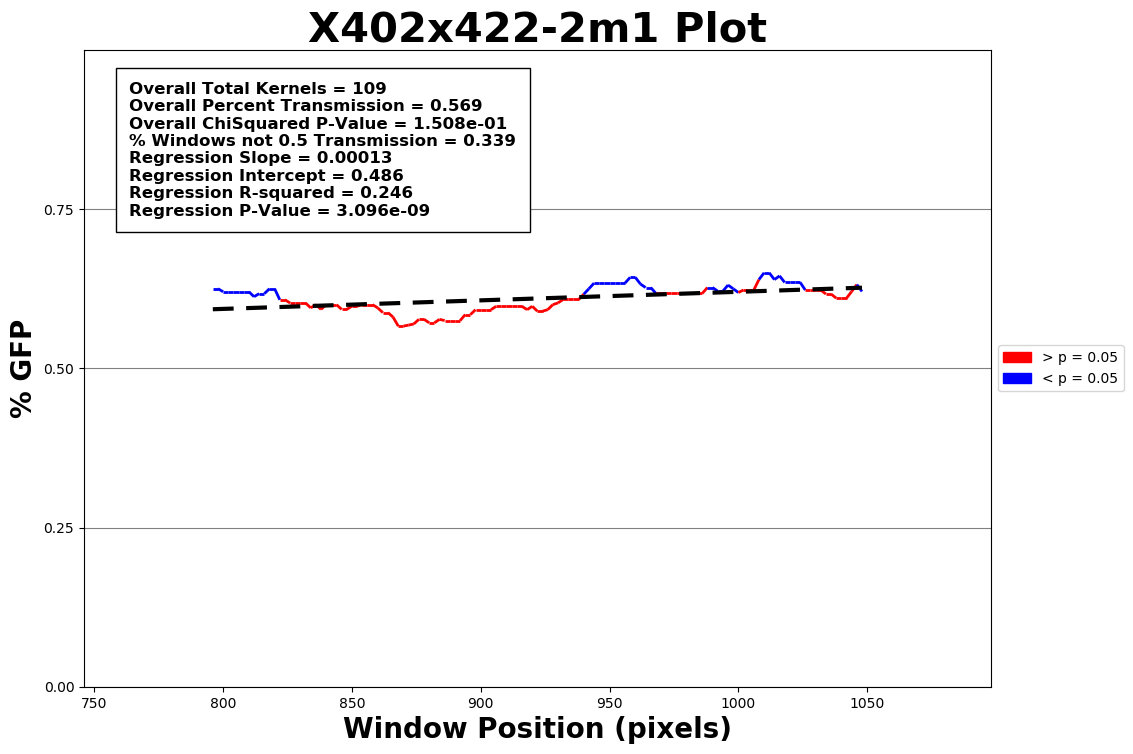 X402x422-2m1 Plot
Overall Total Kernels = 109
Overall Percent Transmission = 0.569
Overall ChiSquared P-Value = 1.508e-01
% Windows not 0.5 Transmission = 0.339
Regression Slope = 0.00013
Regression Intercept = 0.486
Regression R-squared = 0.246
Regression P-Value = 3.096e-09
0.75
0.50
0.25
0.00
% GFP
> p = 0.05
< p = 0.05
750 800 850 900 950 1000 1050
Window Position (pixels)